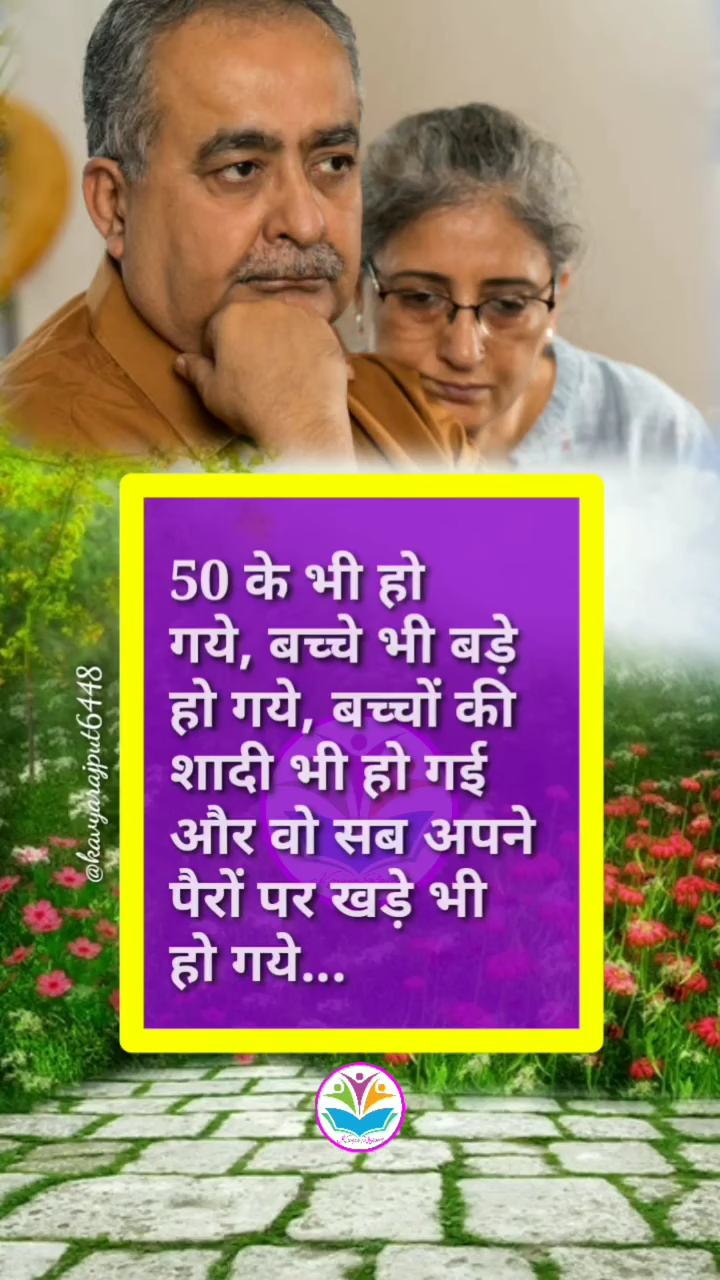 50 के भी हो
गये, बच्चे भी बड़े
हो गये, बच्चों की
शादी भी हो गई
और वो सब अपने
पैरों पर खड़े भी
हो गये...
@kavyarajput6448